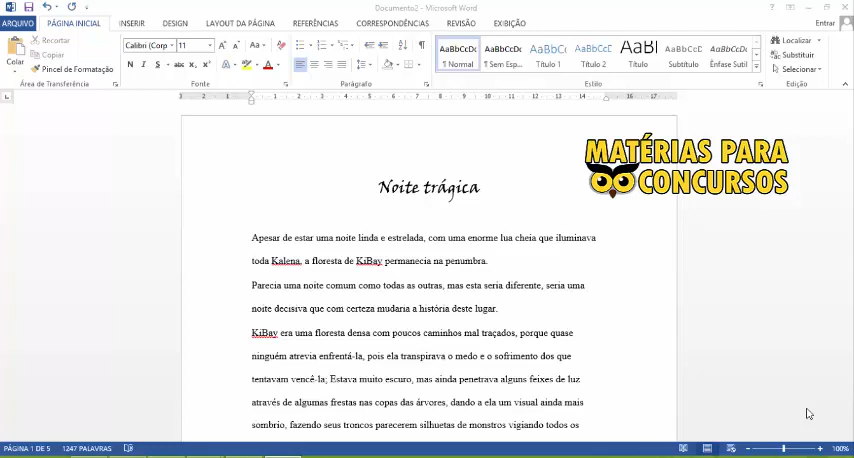 Documento2 - Microsoft Word
Entrar
ARQUIVO PÁGINA INICIAL INSERIR DESIGN LAYOUT DA PÁGINA REFERÊNCIAS CORRESPONDÊNCIAS REVISÃO EXIBIÇÃO
Colar
Recortar
Copiar
Pincel de Formatação
Área de Transferência
Calibri (Corp 11
Fonte
Parágrafo
AaBbCcDc AaBbCcDc AaBbCc AaBbCcD AaBl AaBbCcD AaBbCcDc
¶ Normal ¶ Sem Esp... Título 1 Título 2 Título Subtítulo Ênfase Sutil
Estilo
Localizar
Substituir
Selecionar
Edição
MATÉRIAS PARA
CONCURSOS
Noite trágica
Apesar de estar uma noite linda e estrelada, com uma enorme lua cheia que iluminava
toda Kalena, a floresta de KiBay permanecia na penumbra.
Parecia uma noite comum como todas as outras, mas esta seria diferente, seria uma
noite decisiva que com certeza mudaria a história deste lugar.
KiBay era uma floresta densa com poucos caminhos mal traçados, porque quase
ninguém atrevia enfrentá-la, pois ela transpirava o medo e o sofrimento dos que
tentavam vencê-la; Estava muito escuro, mas ainda penetrava alguns feixes de luz
através de algumas frestas nas copas das árvores, dando a ela um visual ainda mais
sombrio, fazendo seus troncos parecerem silhuetas de monstros vigiando todos os
PÁGINA 1 DE 5 1247 PALAVRAS 100%